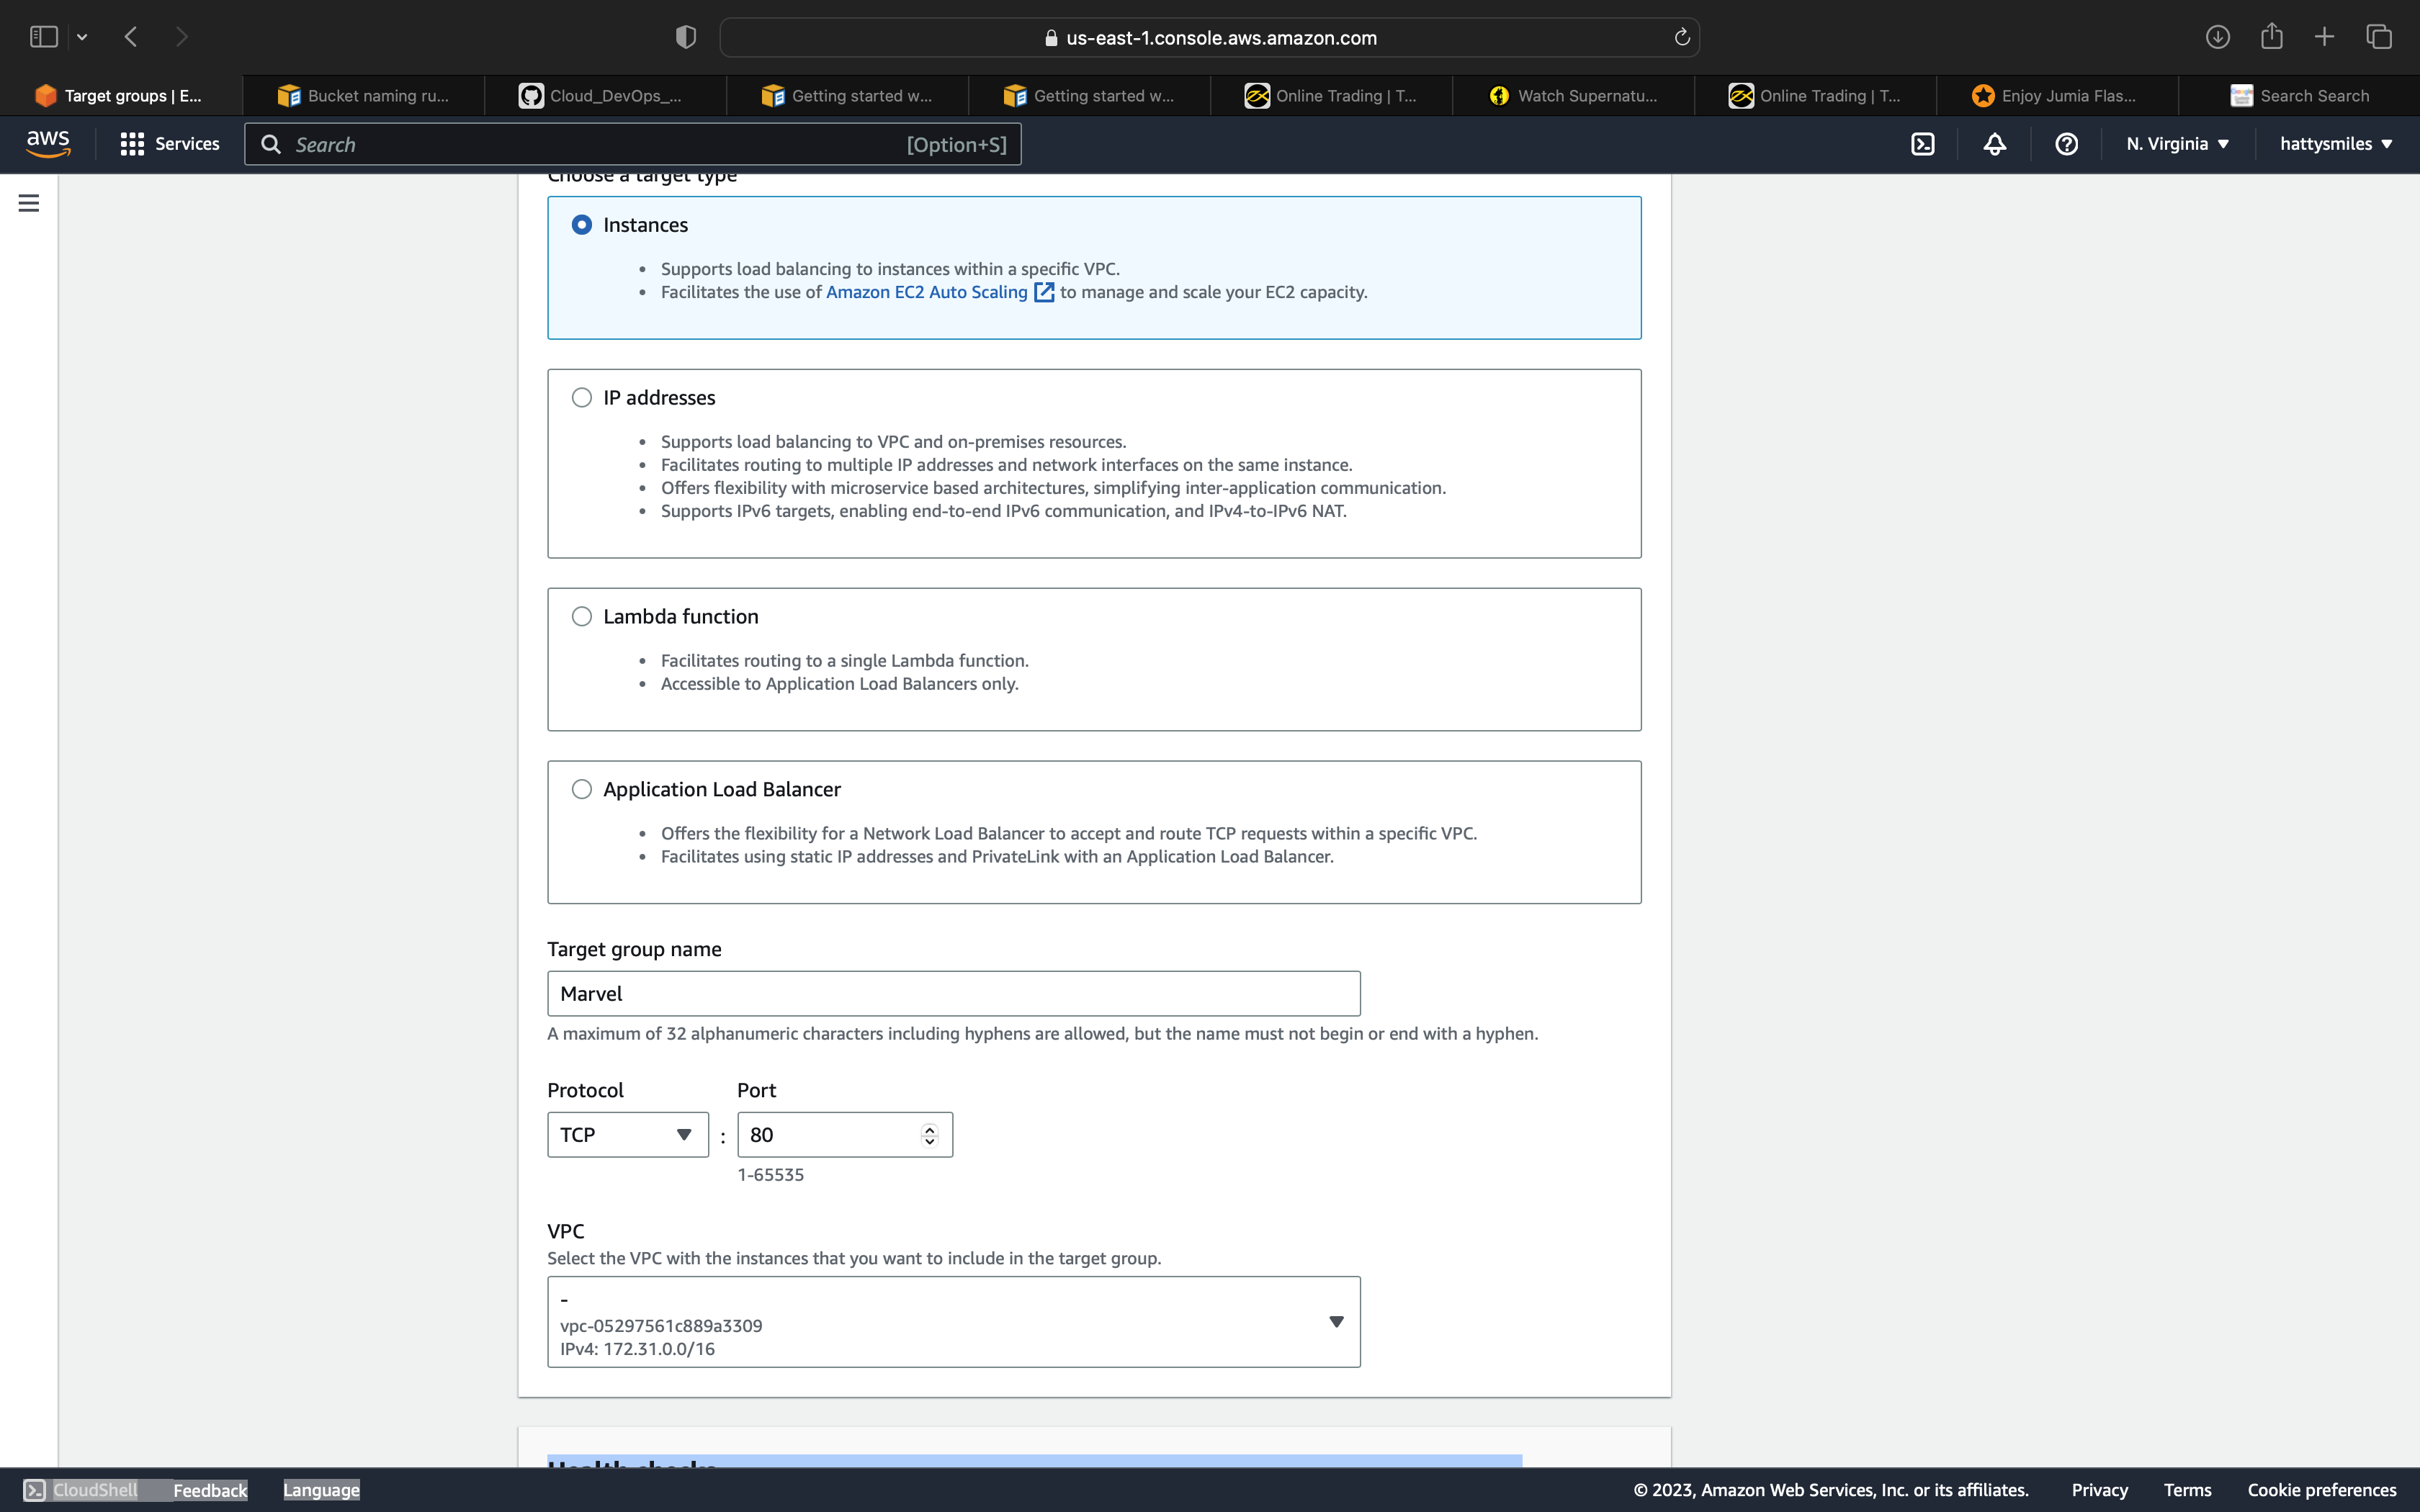 us-east-1.console.aws.amazon.com
Target groups | E...
Bucket naming ru...
Cloud_DevOps_...
Getting started w...
Getting started w...
Online Trading | T...
Watch Supernatu...
Online Trading | T...
Enjoy Jumia Flas...
Search Search
aws
Services
Search
[Option+S]
N. Virginia
hattysmiles
Choose a target type
Instances
Supports load balancing to instances within a specific VPC.
Facilitates the use of Amazon EC2 Auto Scaling to manage and scale your EC2 capacity.
IP addresses
Supports load balancing to VPC and on-premises resources.
Facilitates routing to multiple IP addresses and network interfaces on the same instance.
Offers flexibility with microservice based architectures, simplifying inter-application communication.
Supports IPv6 targets, enabling end-to-end IPv6 communication, and IPv4-to-IPv6 NAT.
Lambda function
Facilitates routing to a single Lambda function.
Accessible to Application Load Balancers only.
Application Load Balancer
Offers the flexibility for a Network Load Balancer to accept and route TCP requests within a specific VPC.
Facilitates using static IP addresses and PrivateLink with an Application Load Balancer.
Target group name
Marvel
A maximum of 32 alphanumeric characters including hyphens are allowed, but the name must not begin or end with a hyphen.
Protocol
Port
TCP
:
80
1-65535
VPC
Select the VPC with the instances that you want to include in the target group.
-
vpc-05297561c889a3309
IPv4: 172.31.0.0/16
Health checks
CloudShell
Feedback
Language
© 2023, Amazon Web Services, Inc. or its affiliates.
Privacy
Terms
Cookie preferences